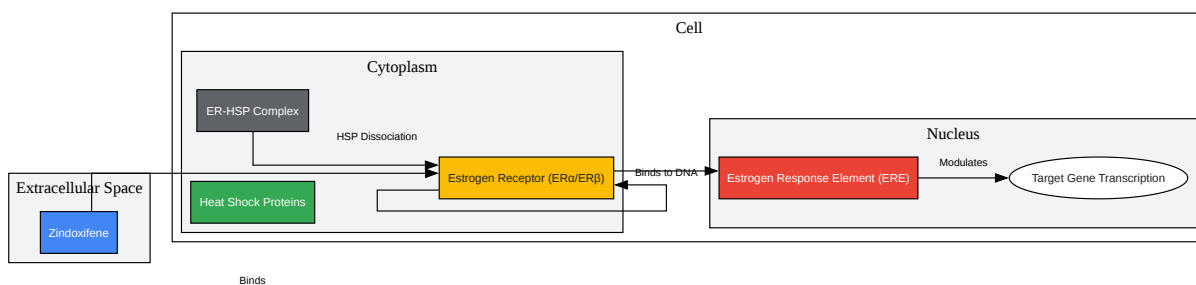 Cell
Cytoplasm
ER-HSP Complex
HSP Dissociation
Nucleus
Estrogen Receptor (ERα/ERβ)
Binds to DNA
Estrogen Response Element (ERE)
Modulates
Target Gene Transcription
Extracellular Space
Heat Shock Proteins
Zindoxifene
Binds